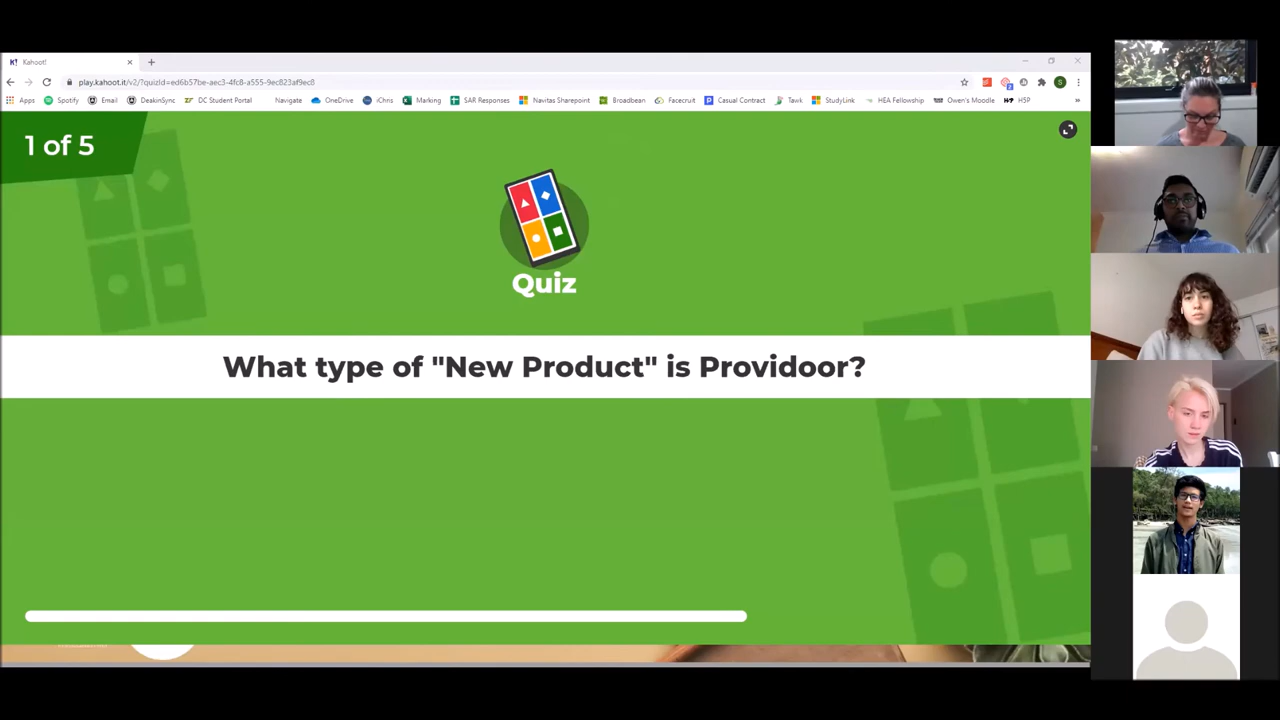 Kahoot!
play.kahoot.it/v2/?quizId=ed6b57be-aec3-4fc8-a555-9ec823af9ec8
Apps Spotify Email DeakinSync DC Student Portal Navigate OneDrive iChris Marking SAR Responses Navitas Sharepoint Broadbean Facecruit Casual Contract Tawk StudyLink HEA Fellowship Owen's Moodle H5P
1 of 5
Quiz
What type of "New Product" is Providoor?